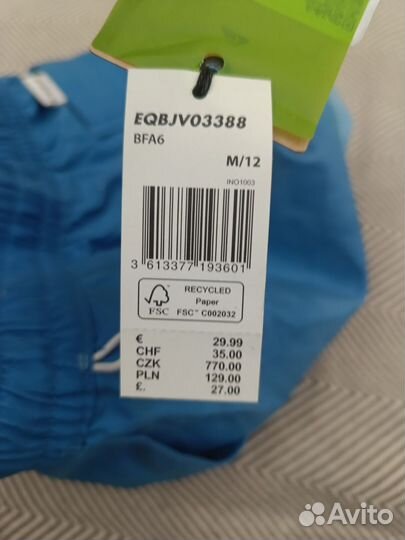 EQBJV03388
BFA6
M/12
INO1003
3 613377 193601
FSC
RECYCLED
Paper
FSC™ C002032
€ 29.99
CHF 35.00
CZK 770.00
PLN 129.00
£. 27.00
Avito